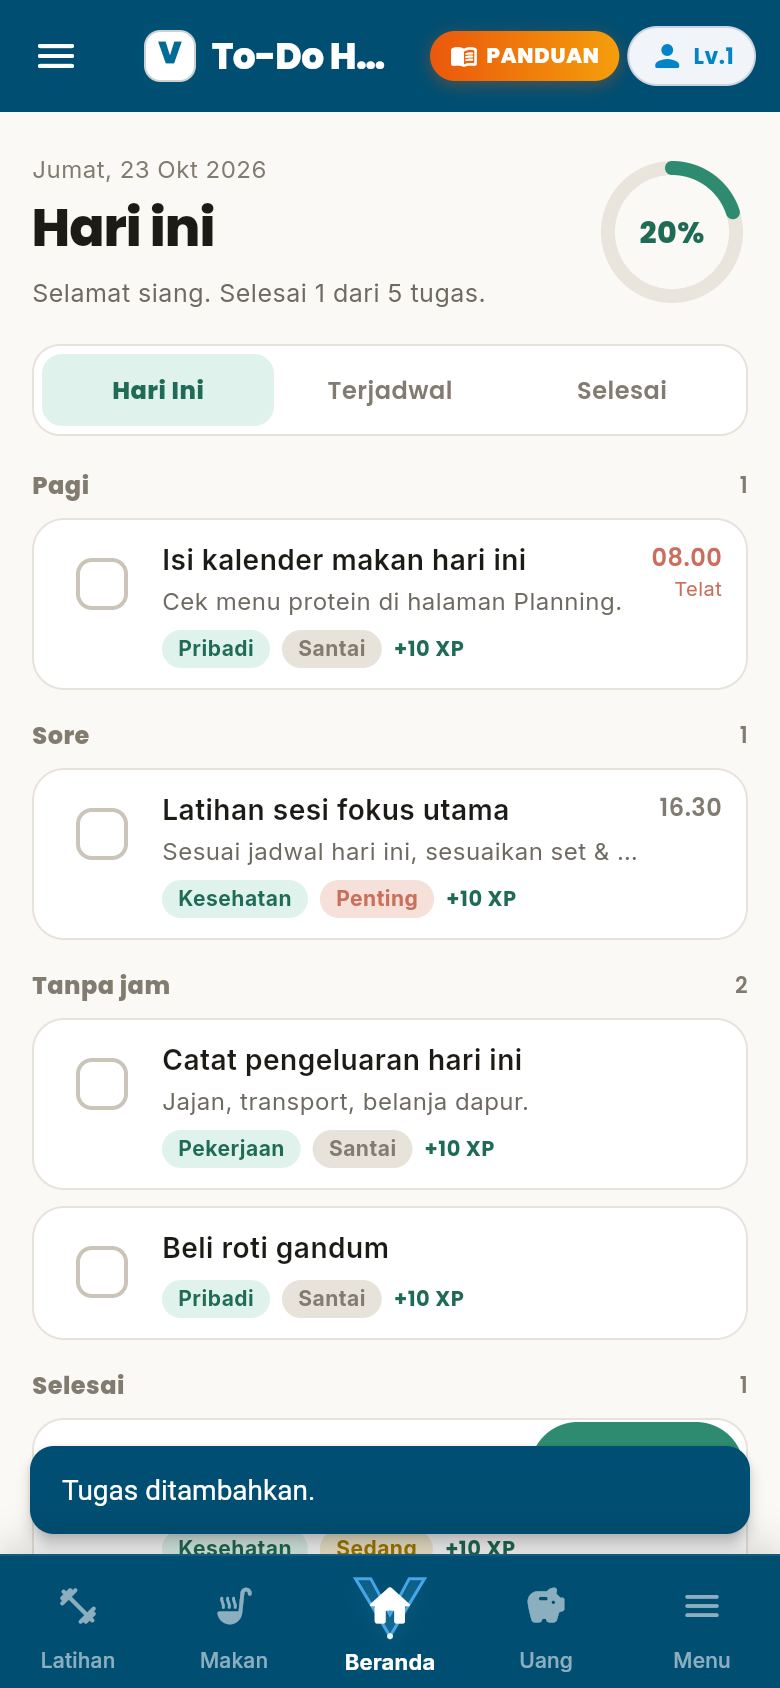 V To-Do H... PANDUAN Lv.1
Jumat, 23 Okt 2026
Hari ini
20%
Selamat siang. Selesai 1 dari 5 tugas.
Hari Ini Terjadwal Selesai
Pagi 1
Isi kalender makan hari ini 08.00
Cek menu protein di halaman Planning. Telat
Pribadi Santai +10 XP
Sore 1
Latihan sesi fokus utama 16.30
Sesuai jadwal hari ini, sesuaikan set & ...
Kesehatan Penting +10 XP
Tanpa jam 2
Catat pengeluaran hari ini
Jajan, transport, belanja dapur.
Pekerjaan Santai +10 XP
Beli roti gandum
Pribadi Santai +10 XP
Selesai 1
Tugas ditambahkan.
Kesehatan Sedang +10 XP
Latihan Makan Beranda Uang Menu